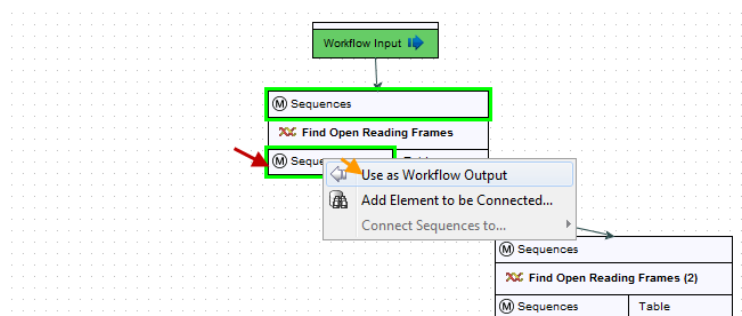 Workflow Input
M Sequences
Find Open Reading Frames
M Seque
Use as Workflow Output
Add Element to be Connected...
Connect Sequences to...
M Sequences
Find Open Reading Frames (2)
M Sequences Table